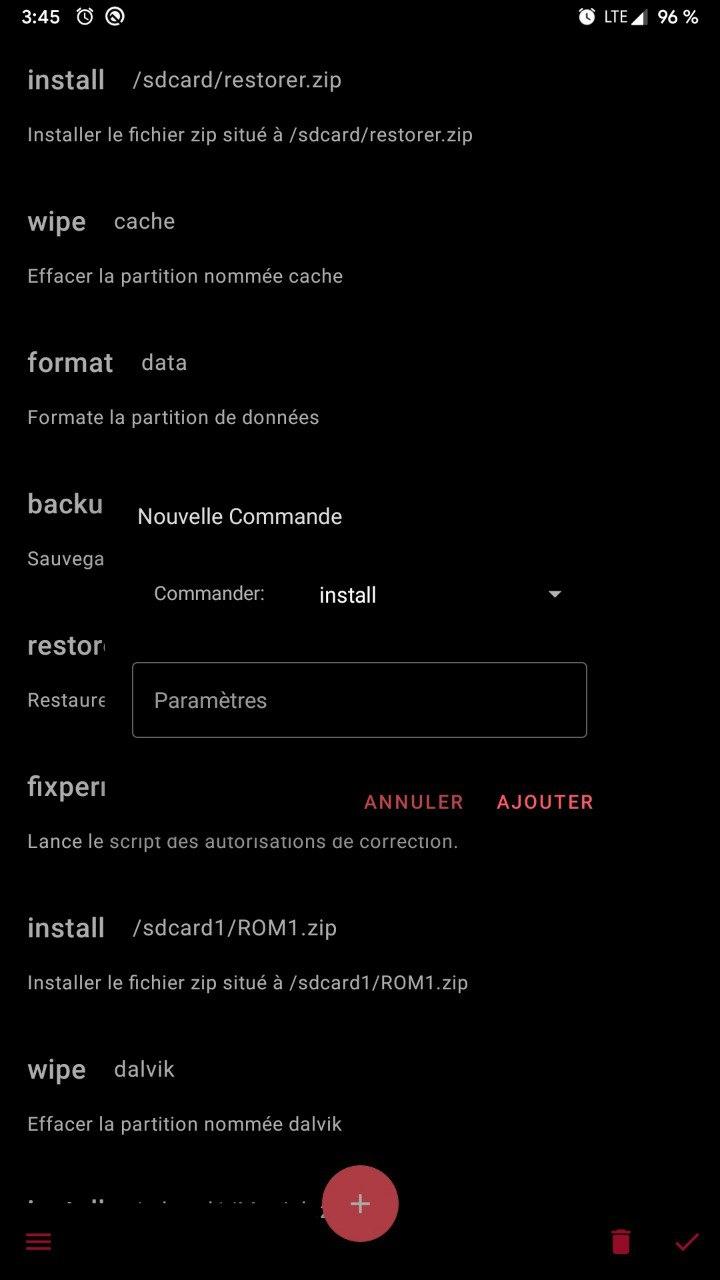 3:45 LTE 96 %
install /sdcard/restorer.zip
Installer le fichier zip situé à /sdcard/restorer.zip
wipe cache
Effacer la partition nommée cache
format data
Formate la partition de données
backu
Nouvelle Commande
Sauvega
Commander: install
restor
Restaure
Paramètres
fixper
ANNULER AJOUTER
Lance le script des autorisations de correction.
install /sdcard1/ROM1.zip
Installer le fichier zip situé à /sdcard1/ROM1.zip
wipe dalvik
Effacer la partition nommée dalvik